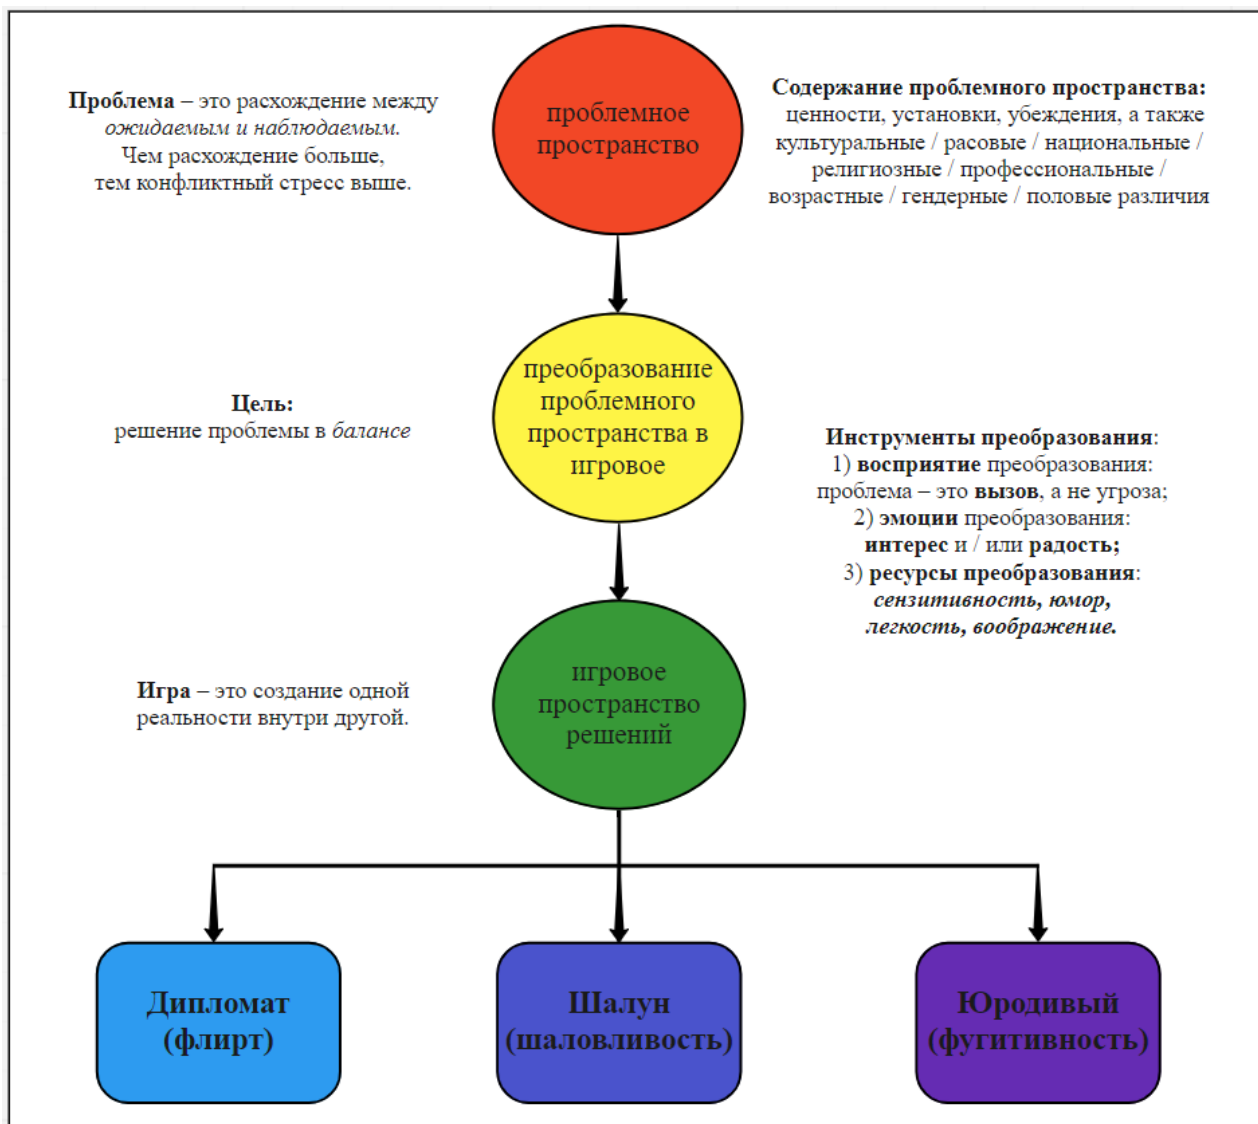 Проблема – это расхождение между
ожидаемым и наблюдаемым.
Чем расхождение больше,
тем конфликтный стресс выше.
проблемное
пространство
Содержание проблемного пространства:
ценности, установки, убеждения, а также
культуральные / расовые / национальные /
религиозные / профессиональные /
возрастные / гендерные / половые различия
Цель:
решение проблемы в балансе
преобразование
проблемного
пространства в
игровое
Инструменты преобразования:
1) восприятие преобразования:
проблема – это вызов, а не угроза;
2) эмоции преобразования:
интерес и / или радость;
3) ресурсы преобразования:
сензитивность, юмор,
легкость, воображение.
Игра – это создание одной
реальности внутри другой.
игровое
пространство
решений
Дипломат
(флирт)
Шалун
(шаловливость)
Юродивый
(фугитивность)